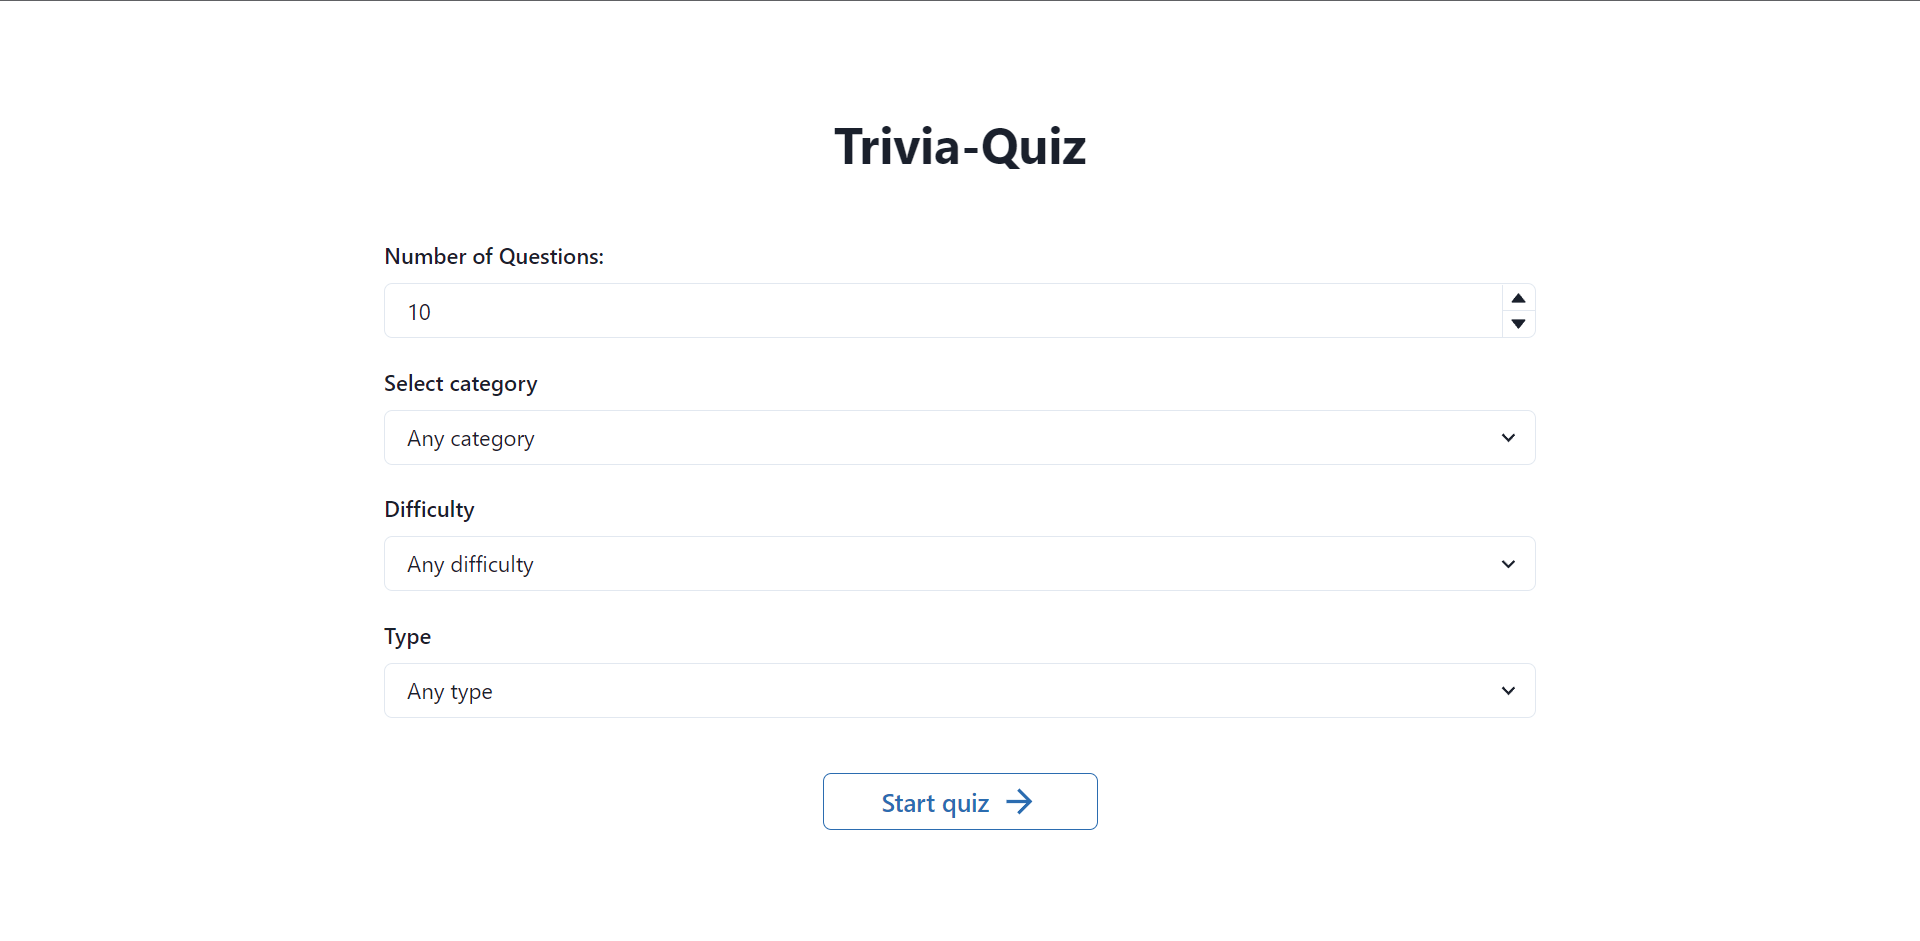 Trivia-Quiz
Number of Questions:
10
Select category
Any category
Difficulty
Any difficulty
Type
Any type
Start quiz